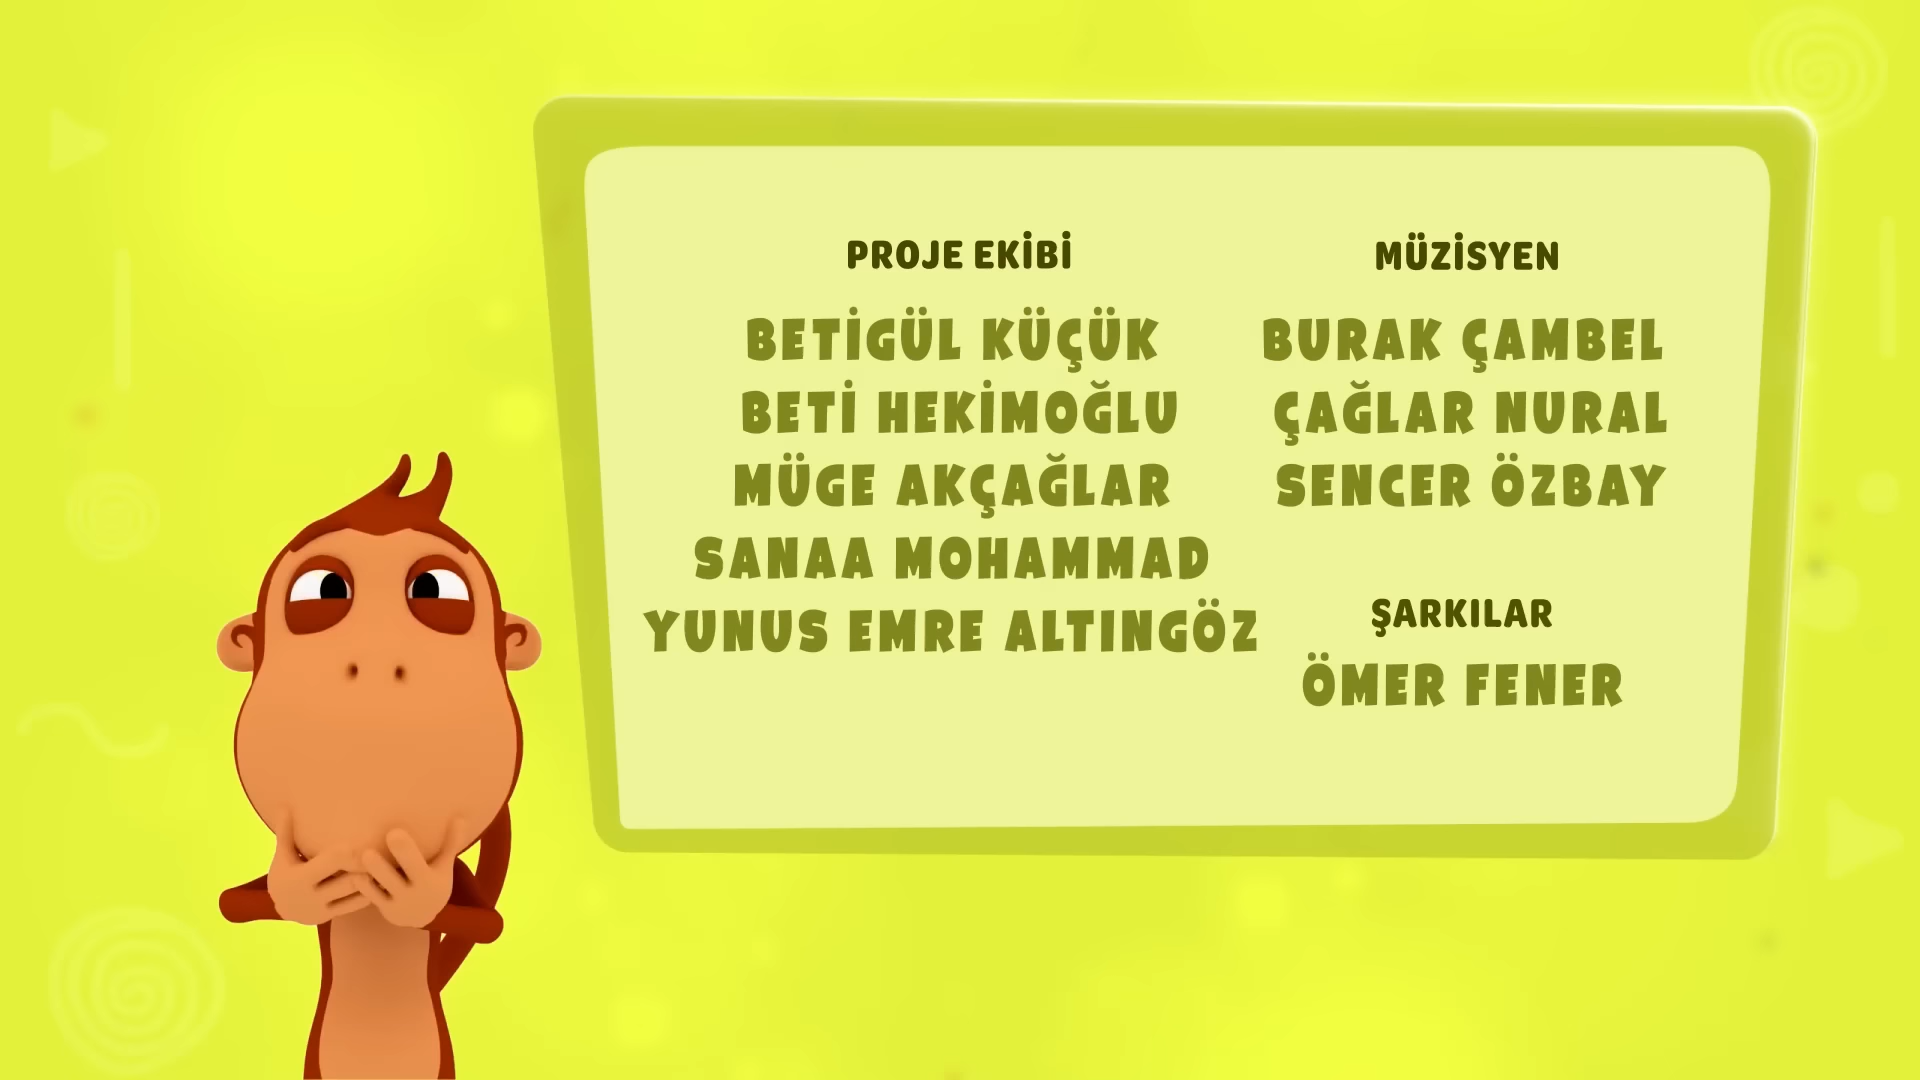 PROJE EKİBİ
BETİGÜL KÜÇÜK
BETİ HEKİMOĞLU
MÜGE AKÇAĞLAR
SANAA MOHAMMAD
YUNUS EMRE ALTINGÖZ
MÜZİSYEN
BURAK ÇAMBEL
ÇAĞLAR NURAL
SENCER ÖZBAY
ŞARKILAR
ÖMER FENER